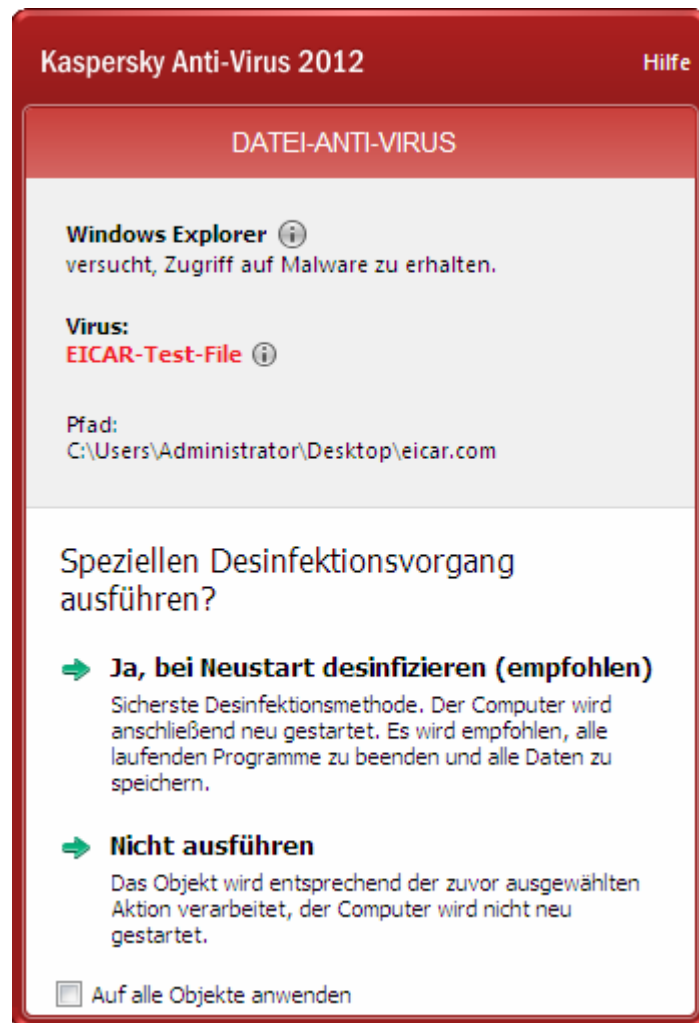 Kaspersky Anti-Virus 2012
Hilfe
DATEI-ANTI-VIRUS
Windows Explorer
versucht, Zugriff auf Malware zu erhalten.
Virus:
EICAR-Test-File
Pfad:
C:\Users\Administrator\Desktop\eicar.com
Speziellen Desinfektionsvorgang
ausführen?
Ja, bei Neustart desinfizieren (empfohlen)
Sicherste Desinfektionsmethode. Der Computer wird
anschließend neu gestartet. Es wird empfohlen, alle
laufenden Programme zu beenden und alle Daten zu
speichern.
Nicht ausführen
Das Objekt wird entsprechend der zuvor ausgewählten
Aktion verarbeitet, der Computer wird nicht neu
gestartet.
Auf alle Objekte anwenden